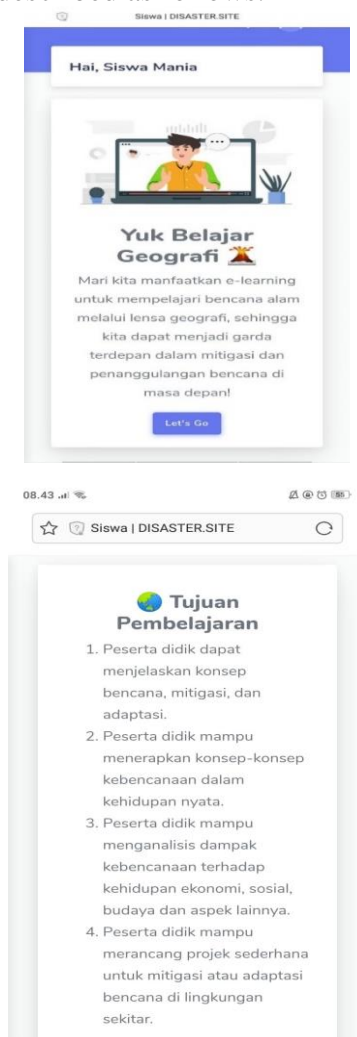 Siswa | DISASTER.SITE
Hai, Siswa Mania
Yuk Belajar
Geografi 🌋
Mari kita manfaatkan e-learning
untuk mempelajari bencana alam
melalui lensa geografi, sehingga
kita dapat menjadi garda
terdepan dalam mitigasi dan
penanggulangan bencana di
masa depan!
Let's Go
08.43
55
Siswa | DISASTER.SITE
🌏 Tujuan
Pembelajaran
1. Peserta didik dapat
menjelaskan konsep
bencana, mitigasi, dan
adaptasi.
2. Peserta didik mampu
menerapkan konsep-konsep
kebencanaan dalam
kehidupan nyata.
3. Peserta didik mampu
menganalisis dampak
kebencanaan terhadap
kehidupan ekonomi, sosial,
budaya dan aspek lainnya.
4. Peserta didik mampu
merancang projek sederhana
untuk mitigasi atau adaptasi
bencana di lingkungan
sekitar.